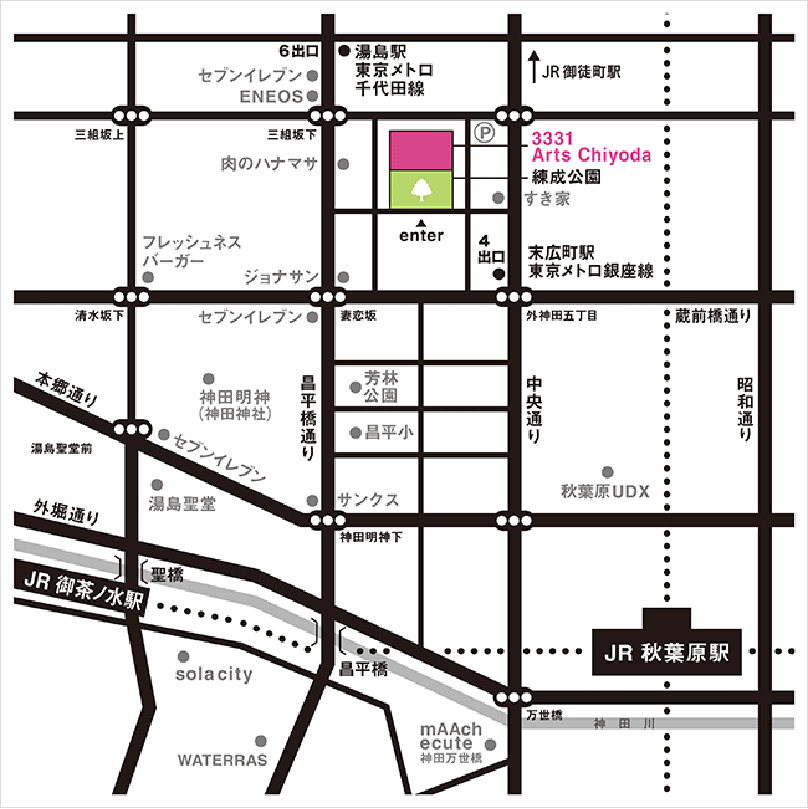 6出口
湯島駅
東京メトロ
千代田線
セブンイレブン
ENEOS
JR 御徒町駅
三組坂上
三組坂下
P
3331
Arts Chiyoda
肉のハナマサ
練成公園
すき家
enter
4
出口
末広町駅
東京メトロ銀座線
フレッシュネス
バーガー
ジョナサン
清水坂下
セブンイレブン
妻恋坂
外神田五丁目
蔵前橋通り
本郷通り
神田明神
(神田神社)
昌平橋通り
芳林
公園
中央通り
昭和通り
昌平小
湯島聖堂前
セブンイレブン
湯島聖堂
サンクス
秋葉原UDX
外堀通り
神田明神下
聖橋
JR 御茶ノ水駅
昌平橋
JR 秋葉原駅
solacity
万世橋
神田川
mAAch
ecute
神田万世橋
WATERRAS